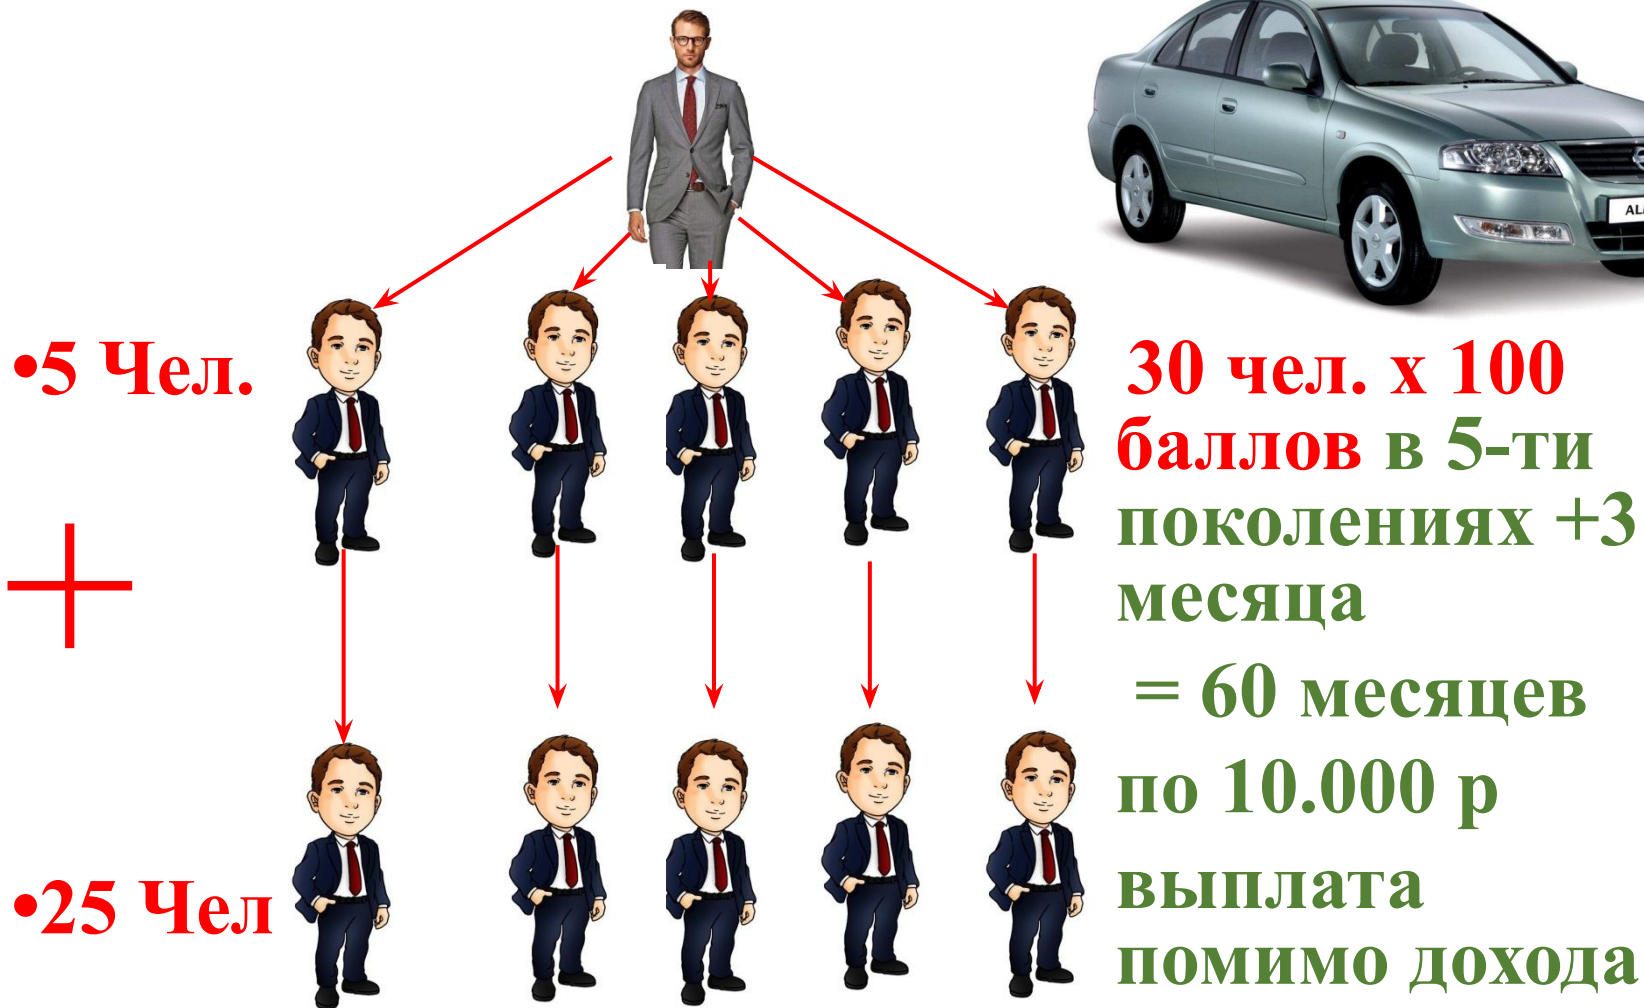 •5 Чел.
•25 Чел
30 чел. х 100
баллов в 5-ти
поколениях +3
месяца
= 60 месяцев
по 10.000 р
выплата
помимо дохода